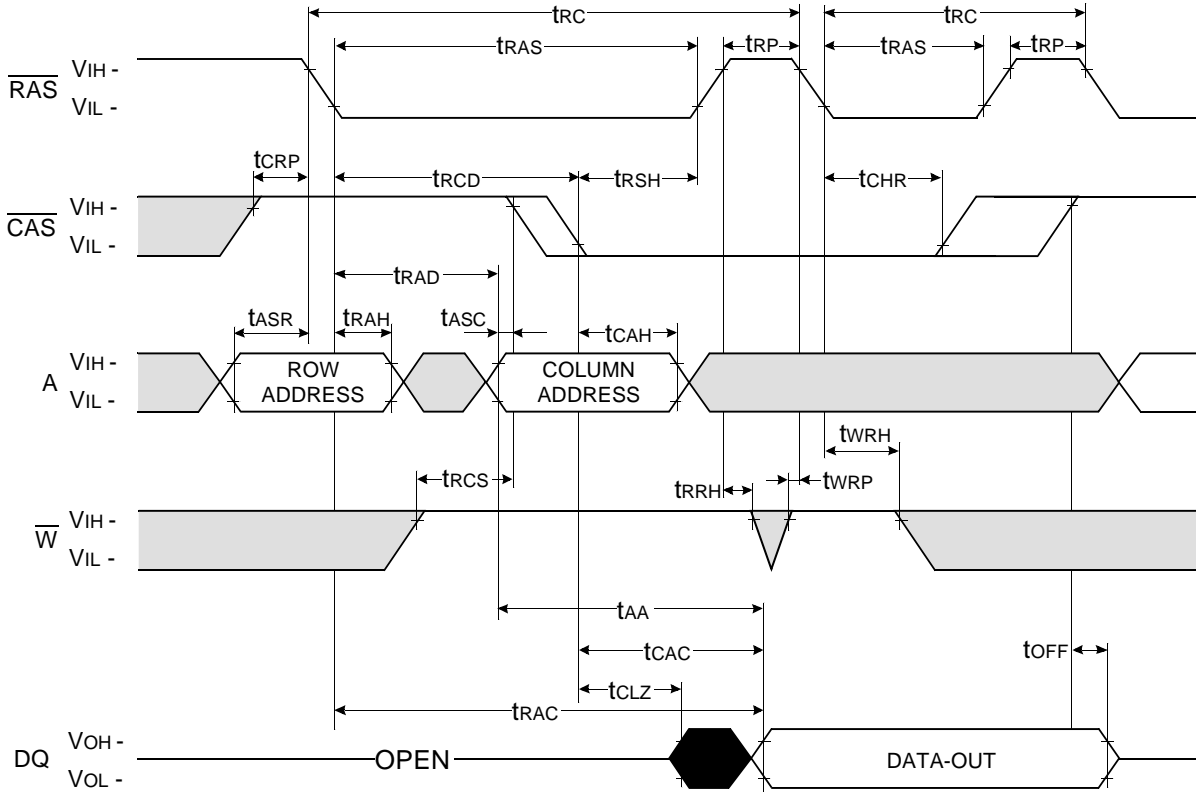 tRC tRC
tRAS tRP tRAS tRP
RAS VIH -
VIL -
tCRP tRCD tRSH tCHR
CAS VIH -
VIL -
tRAD
tASR tRAH tASC tCAH
A VIH -
VIL -
ROW
ADDRESS
COLUMN
ADDRESS
tWRH
tRCS tRRH tWRP
W VIH -
VIL -
tAA
tCAC tOFF
tCLZ
tRAC
DQ VOH -
VOL -
OPEN DATA-OUT